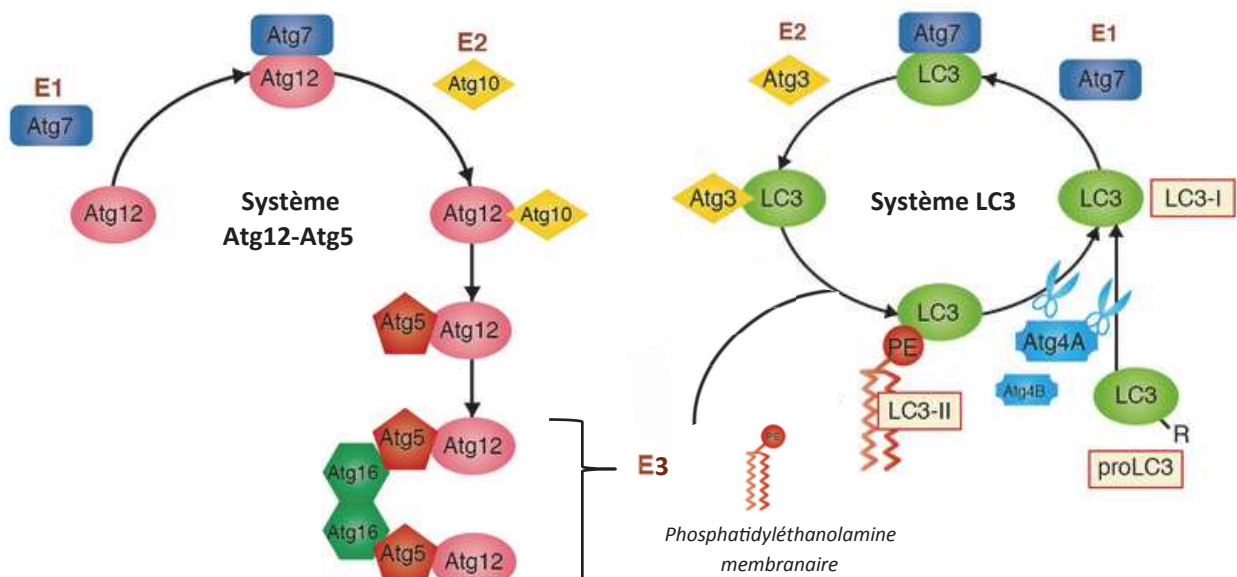 Atg7
Atg12
E1
Atg7
Atg12
E2
Atg10
Système
Atg12-Atg5
Atg12
Atg10
Atg5
Atg12
Atg5
Atg12
Atg16
Atg16
Atg5
Atg12
E3
E2
Atg3
Atg7
LC3
E1
Atg7
Atg3
LC3
Système LC3
LC3
LC3-I
LC3
PE
LC3-II
Atg4A
Atg4B
LC3
R
proLC3
PE
Phosphatidyléthanolamine
membranaire